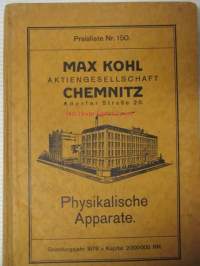 Preisliste Nr. 150.
MAX KOHL
AKTIENGESELLSCHAFT
CHEMNITZ
Adorfer Straße 20.
Physikalische
Apparate.
Gründungsjahr 1876 • Kapital 2000000 RM.